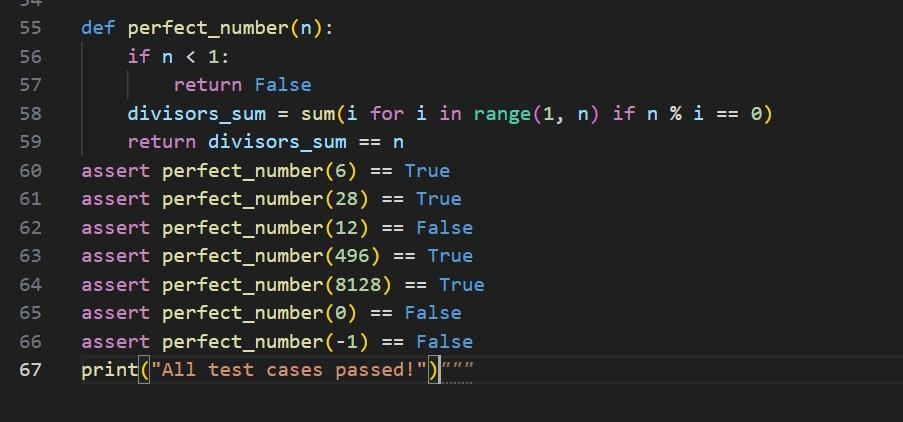 54
55 def perfect_number(n):
56     if n < 1:
57         return False
58     divisors_sum = sum(i for i in range(1, n) if n % i == 0)
59     return divisors_sum == n
60 assert perfect_number(6) == True
61 assert perfect_number(28) == True
62 assert perfect_number(12) == False
63 assert perfect_number(496) == True
64 assert perfect_number(8128) == True
65 assert perfect_number(0) == False
66 assert perfect_number(-1) == False
67 print("All test cases passed!")"""